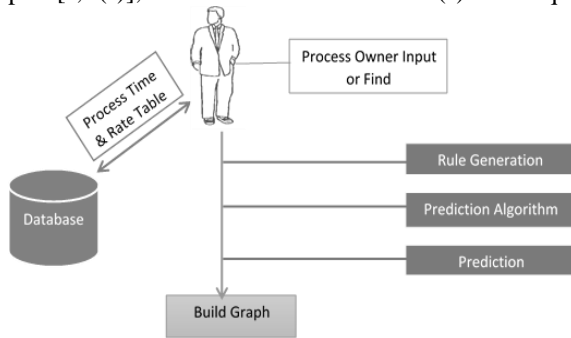 Process Owner Input
or Find
Process Time
& Rate Table
Rule Generation
Database
Prediction Algorithm
Prediction
Build Graph